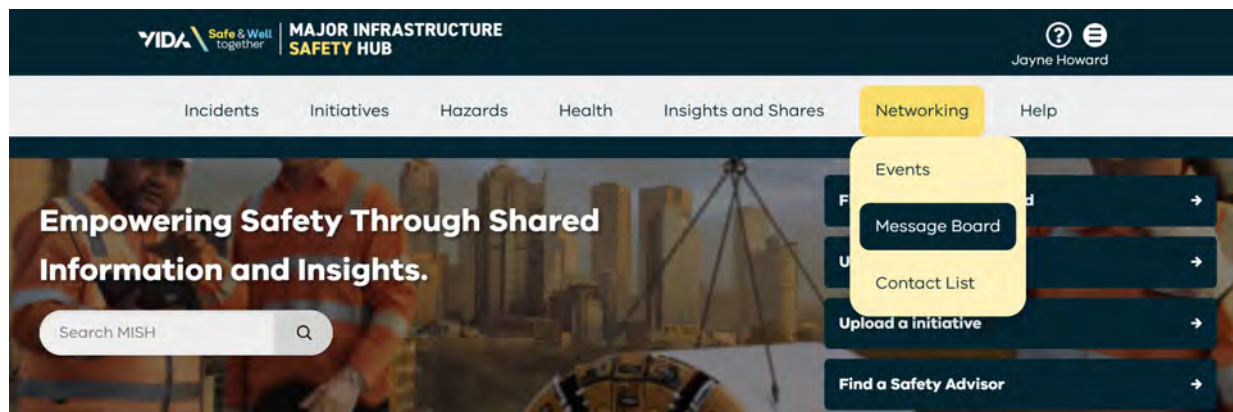 VIDA Safe & Well together MAJOR INFRASTRUCTURE SAFETY HUB
Jayne Howard
Incidents Initiatives Hazards Health Insights and Shares Networking Help
Events
Message Board
Contact List
Empowering Safety Through Shared
Information and Insights.
Search MISH
Upload a initiative
Find a Safety Advisor